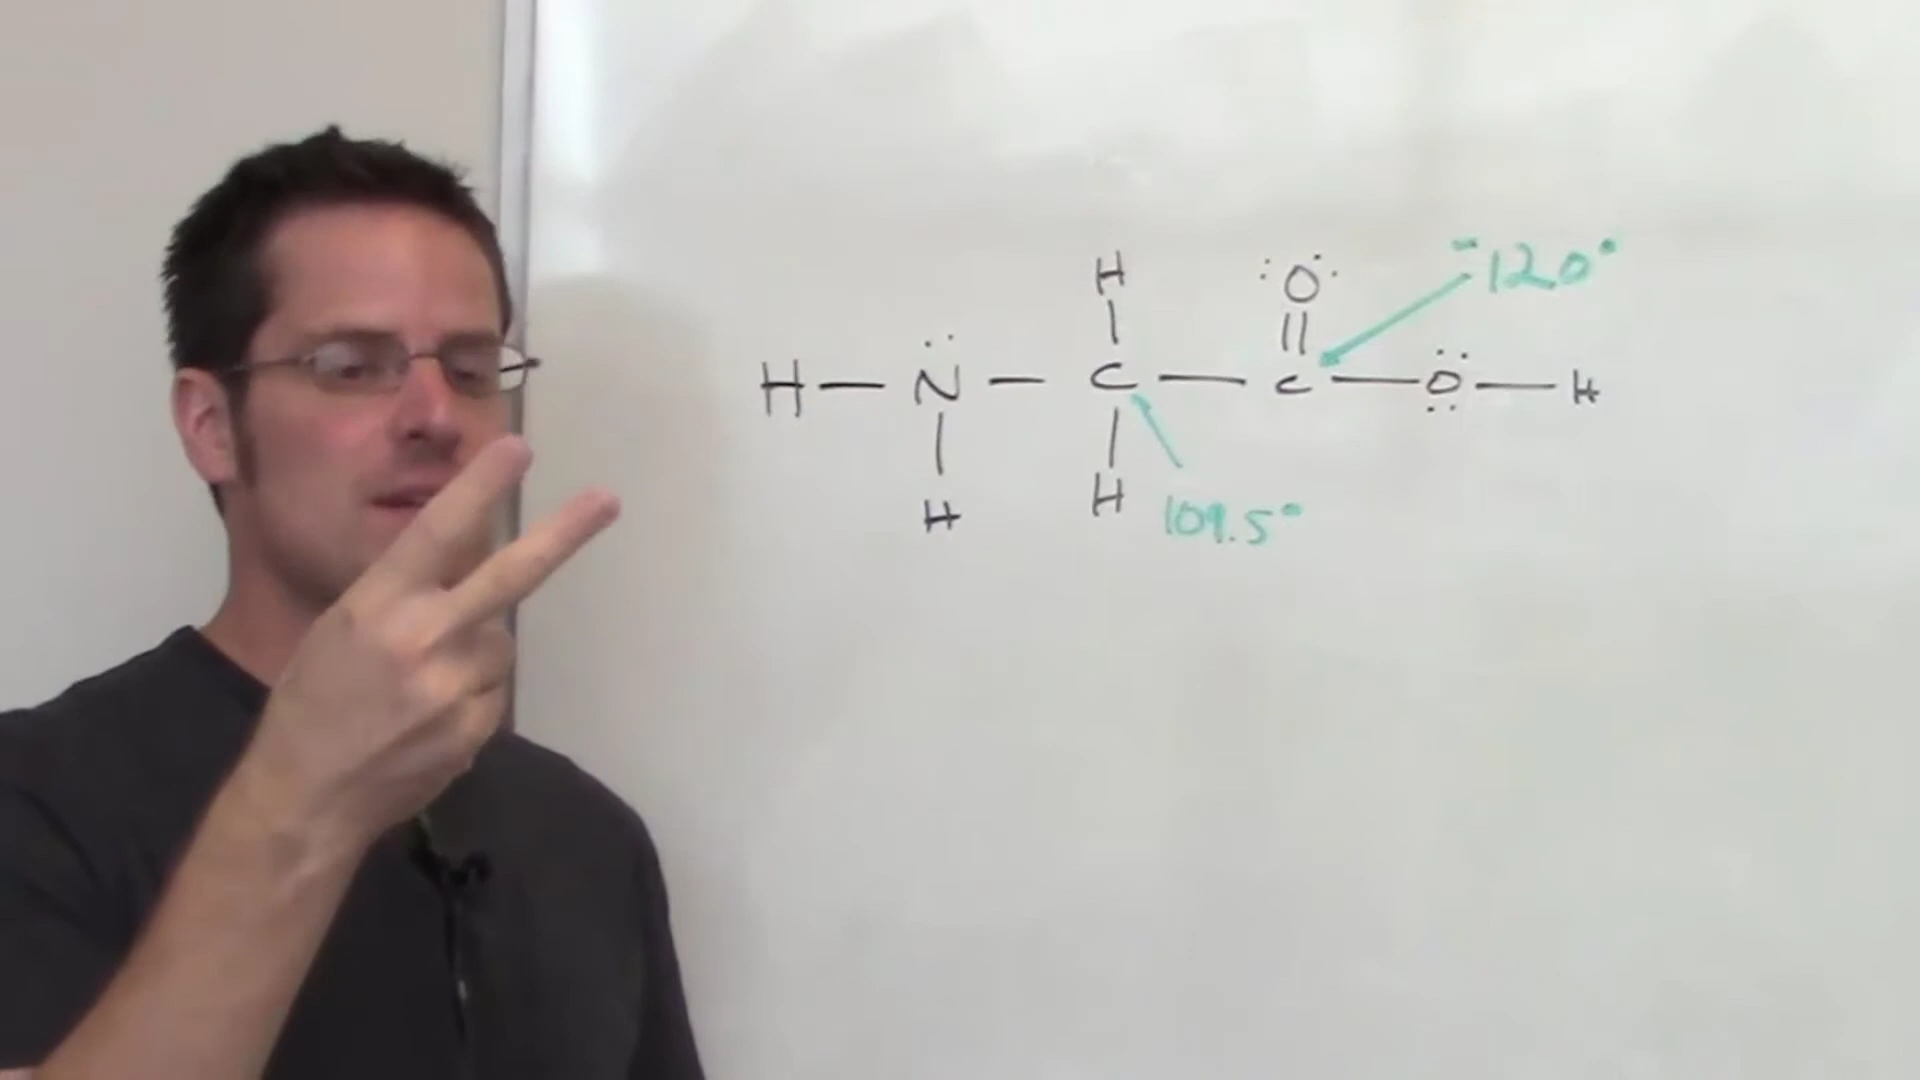 H :O:
H — N — C — C — O — H
H H
~120°
109.5°